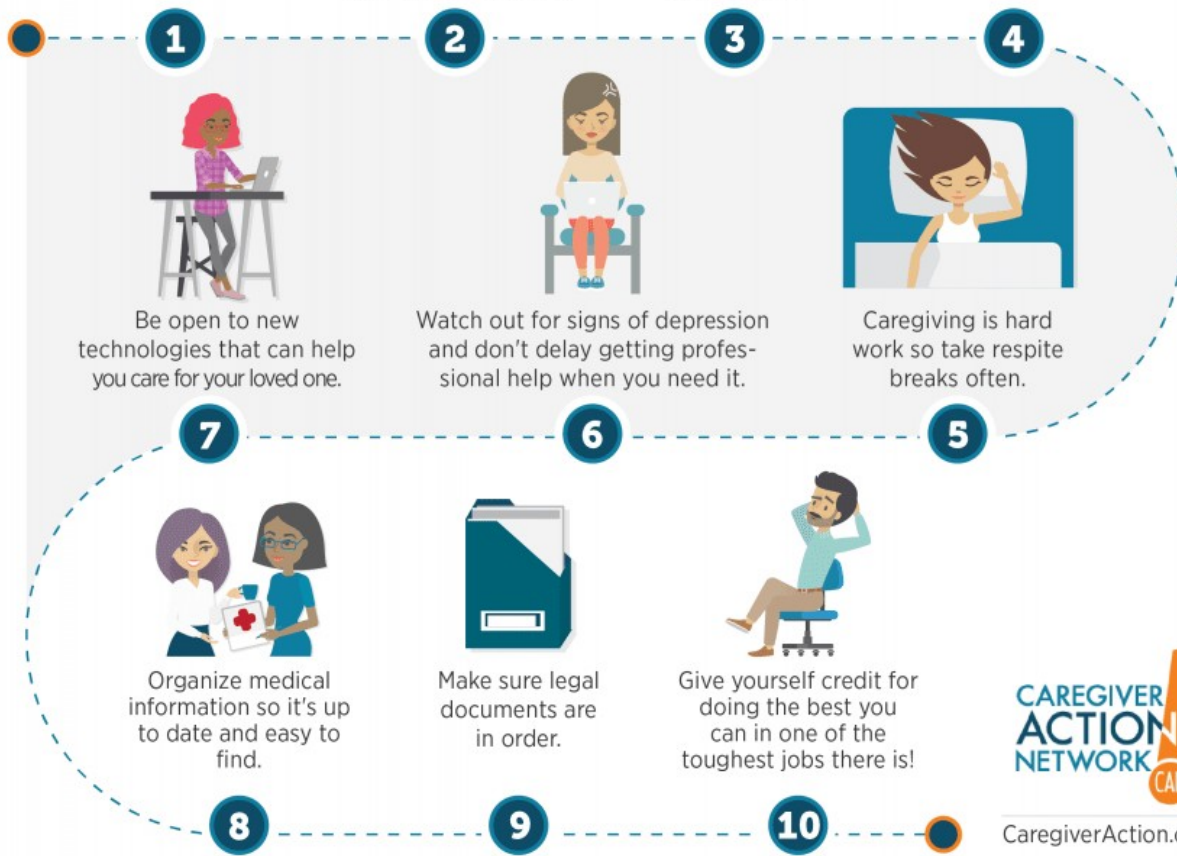 1
2
3
4
Be open to new
technologies that can help
you care for your loved one.
Watch out for signs of depression
and don't delay getting profes-
sional help when you need it.
Caregiving is hard
work so take respite
breaks often.
7
6
5
Organize medical
information so it's up
to date and easy to
find.
Make sure legal
documents are
in order.
Give yourself credit for
doing the best you
can in one of the
toughest jobs there is!
CAREGIVER
ACTION
NETWORK
8
9
10